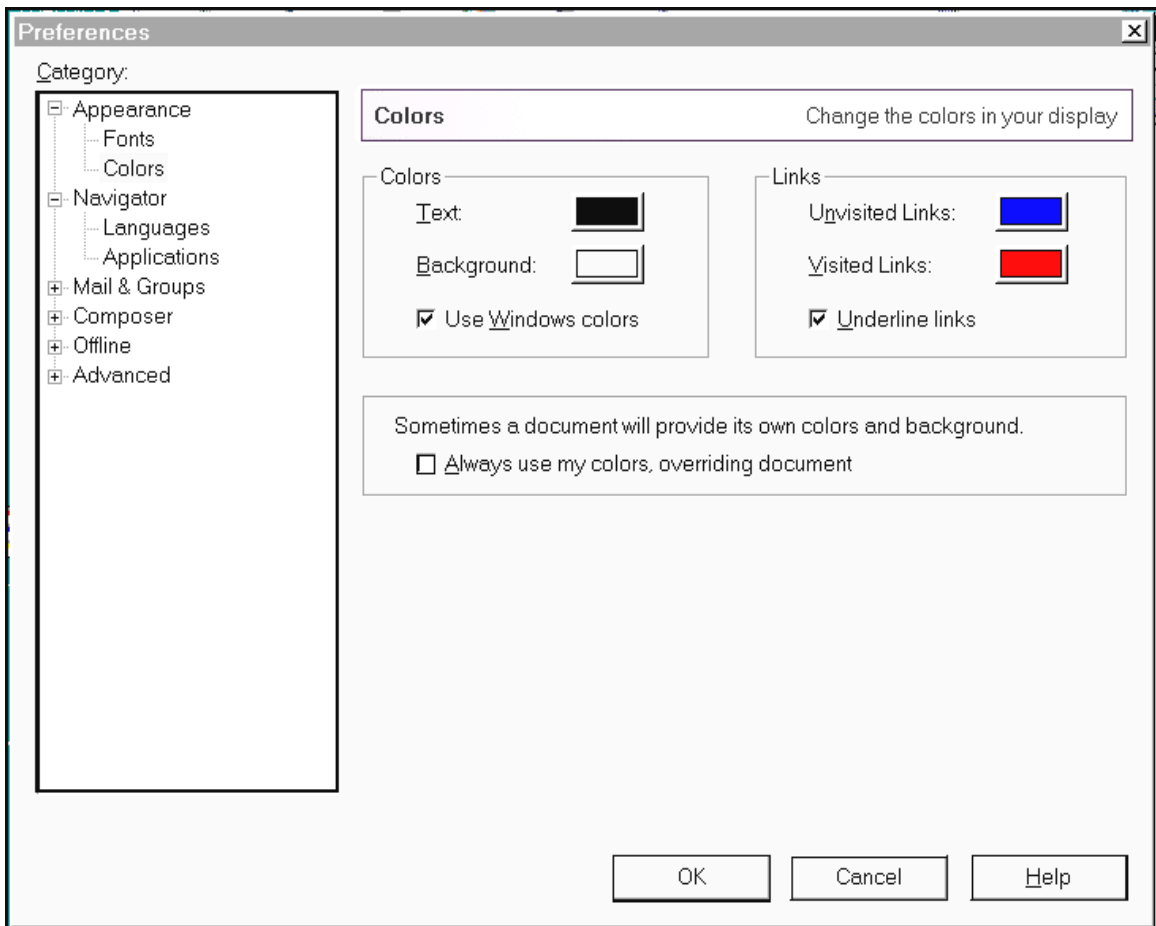 Preferences
Category:
Appearance
Fonts
Colors
Navigator
Languages
Applications
Mail & Groups
Composer
Offline
Advanced
Colors Change the colors in your display
Colors
Text:
Background:
Use Windows colors
Links
Unvisited Links:
Visited Links:
Underline links
Sometimes a document will provide its own colors and background.
Always use my colors, overriding document
OK Cancel Help